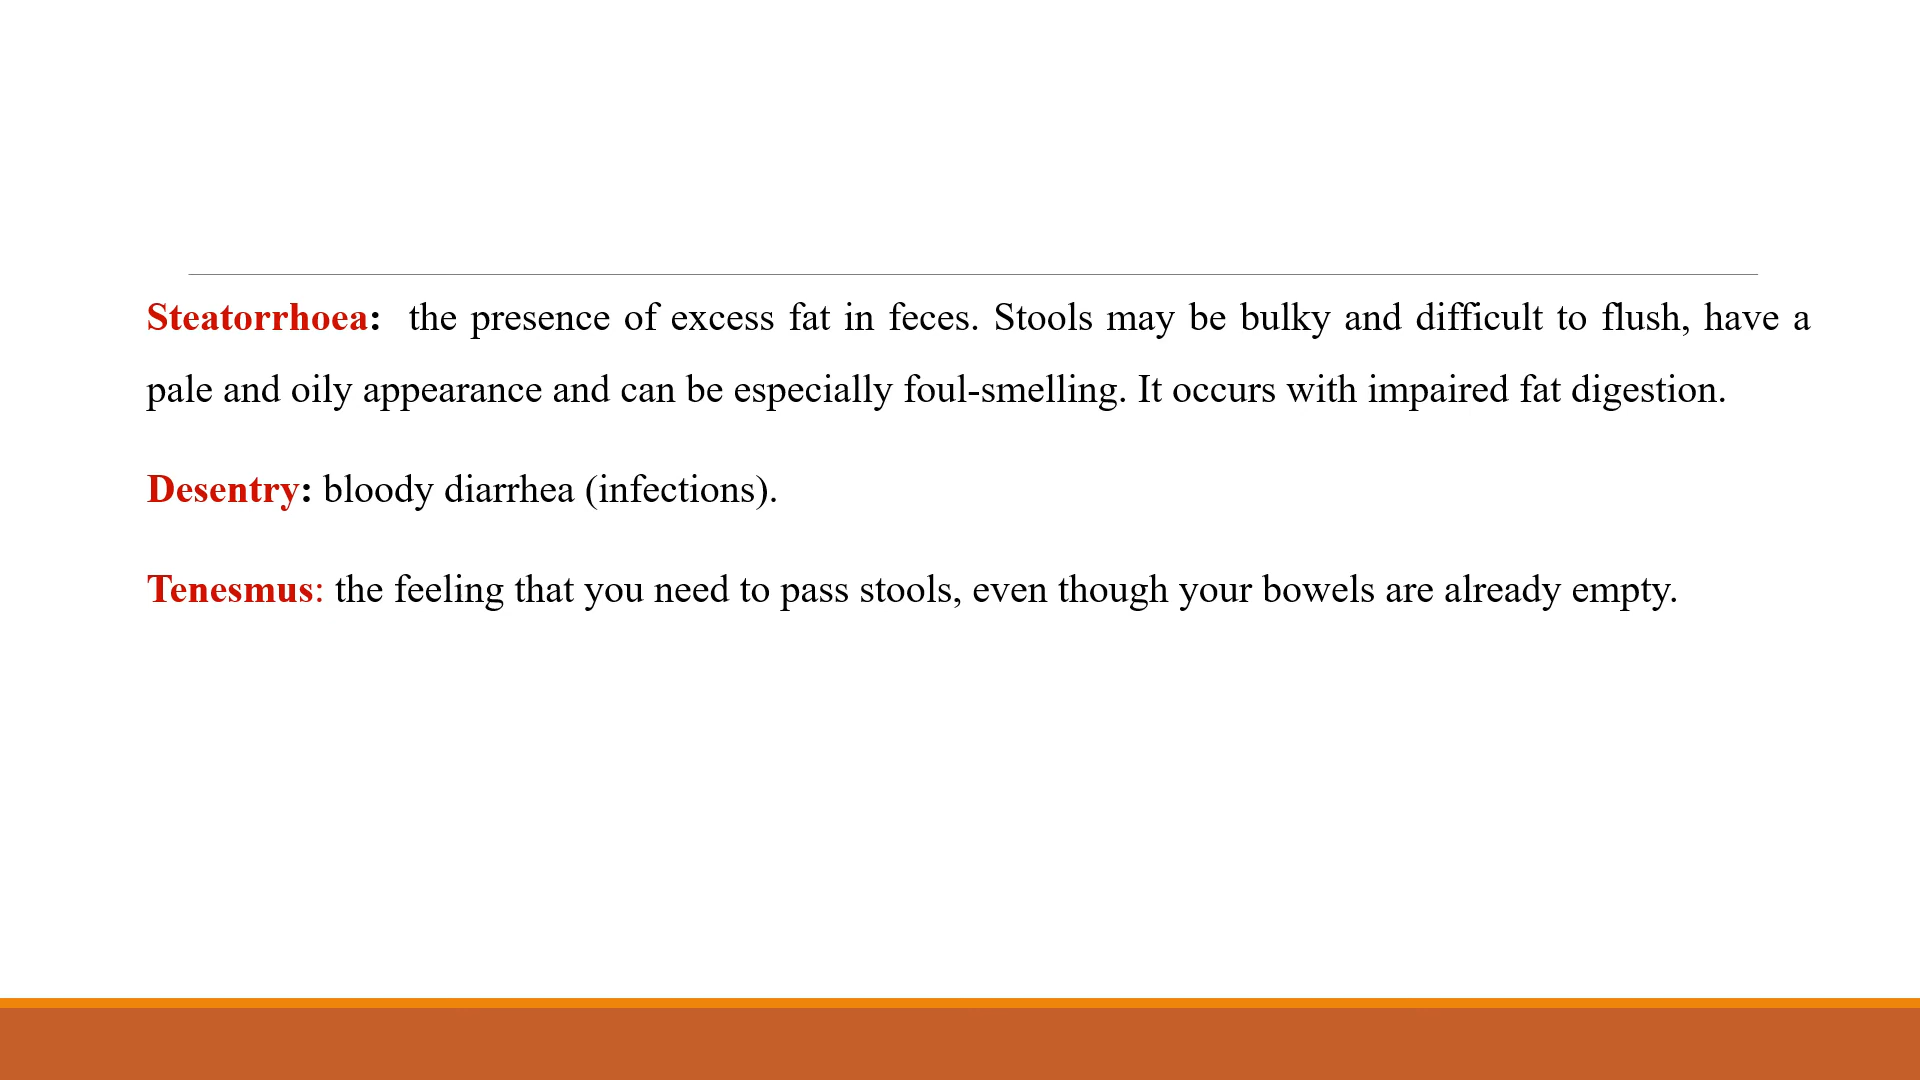 Steatorrhoea:  the presence of excess fat in feces. Stools may be bulky and difficult to flush, have a
pale and oily appearance and can be especially foul-smelling. It occurs with impaired fat digestion.
Desentry: bloody diarrhea (infections).
Tenesmus: the feeling that you need to pass stools, even though your bowels are already empty.